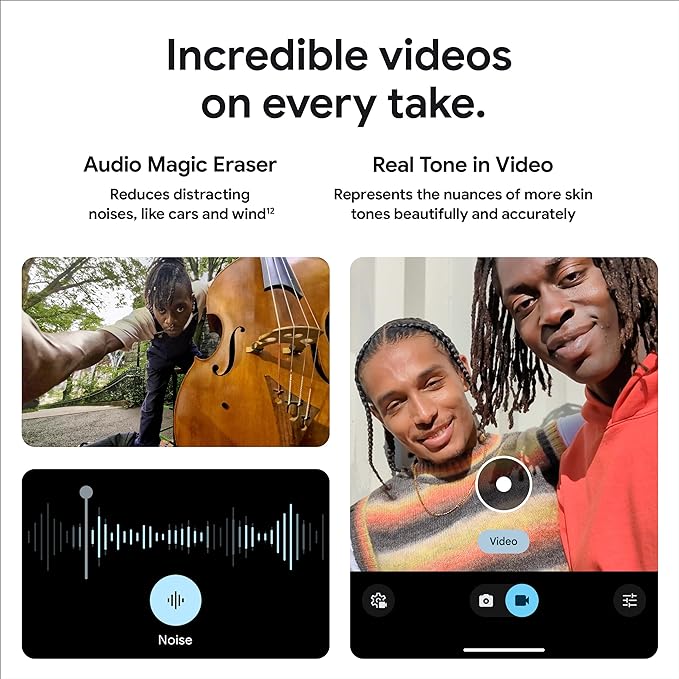 Incredible videos
on every take.
Audio Magic Eraser
Reduces distracting
noises, like cars and wind¹²
Real Tone in Video
Represents the nuances of more skin
tones beautifully and accurately
Video
Noise